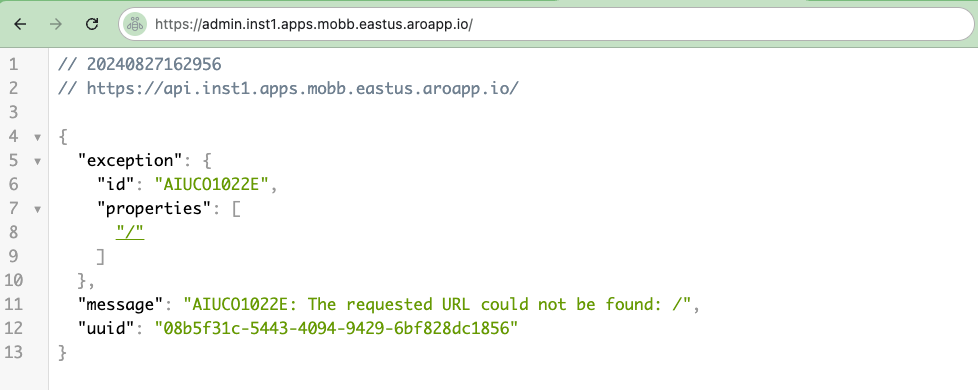 https://admin.inst1.apps.mobb.eastus.aroapp.io/
1 // 20240827162956
2 // https://api.inst1.apps.mobb.eastus.aroapp.io/
3
4 {
5 "exception": {
6 "id": "AIUCO1022E",
7 "properties": [
8 "/"
9 ]
10 },
11 "message": "AIUCO1022E: The requested URL could not be found: /",
12 "uuid": "08b5f31c-5443-4094-9429-6bf828dc1856"
13 }